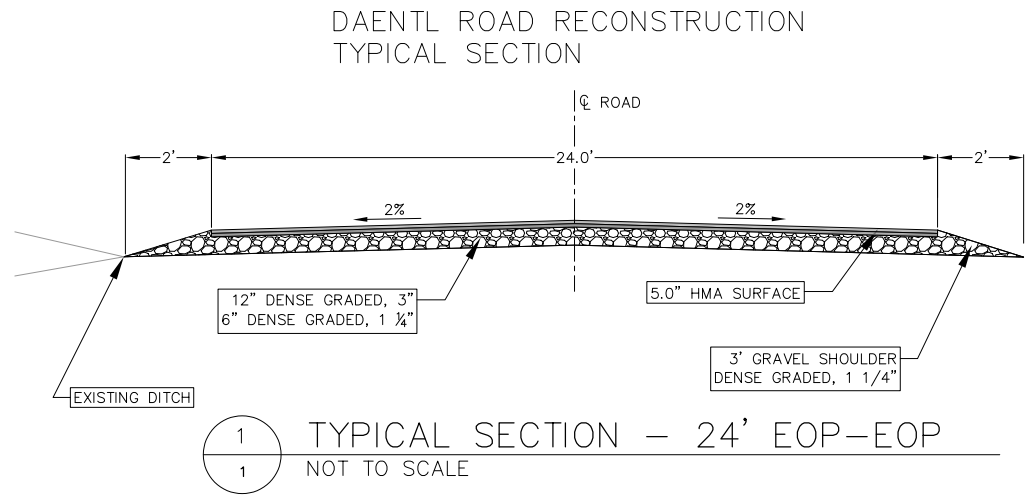 DAENTL ROAD RECONSTRUCTION
TYPICAL SECTION
℄ ROAD
2'
24.0'
2'
2%
2%
12" DENSE GRADED, 3"
6" DENSE GRADED, 1 ¼"
5.0" HMA SURFACE
3' GRAVEL SHOULDER
DENSE GRADED, 1 1/4"
EXISTING DITCH
1
1
TYPICAL SECTION - 24' EOP-EOP
NOT TO SCALE